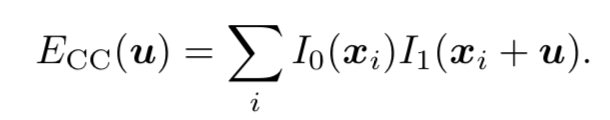 E_CC(u) = ∑_i I_0(x_i)I_1(x_i + u).